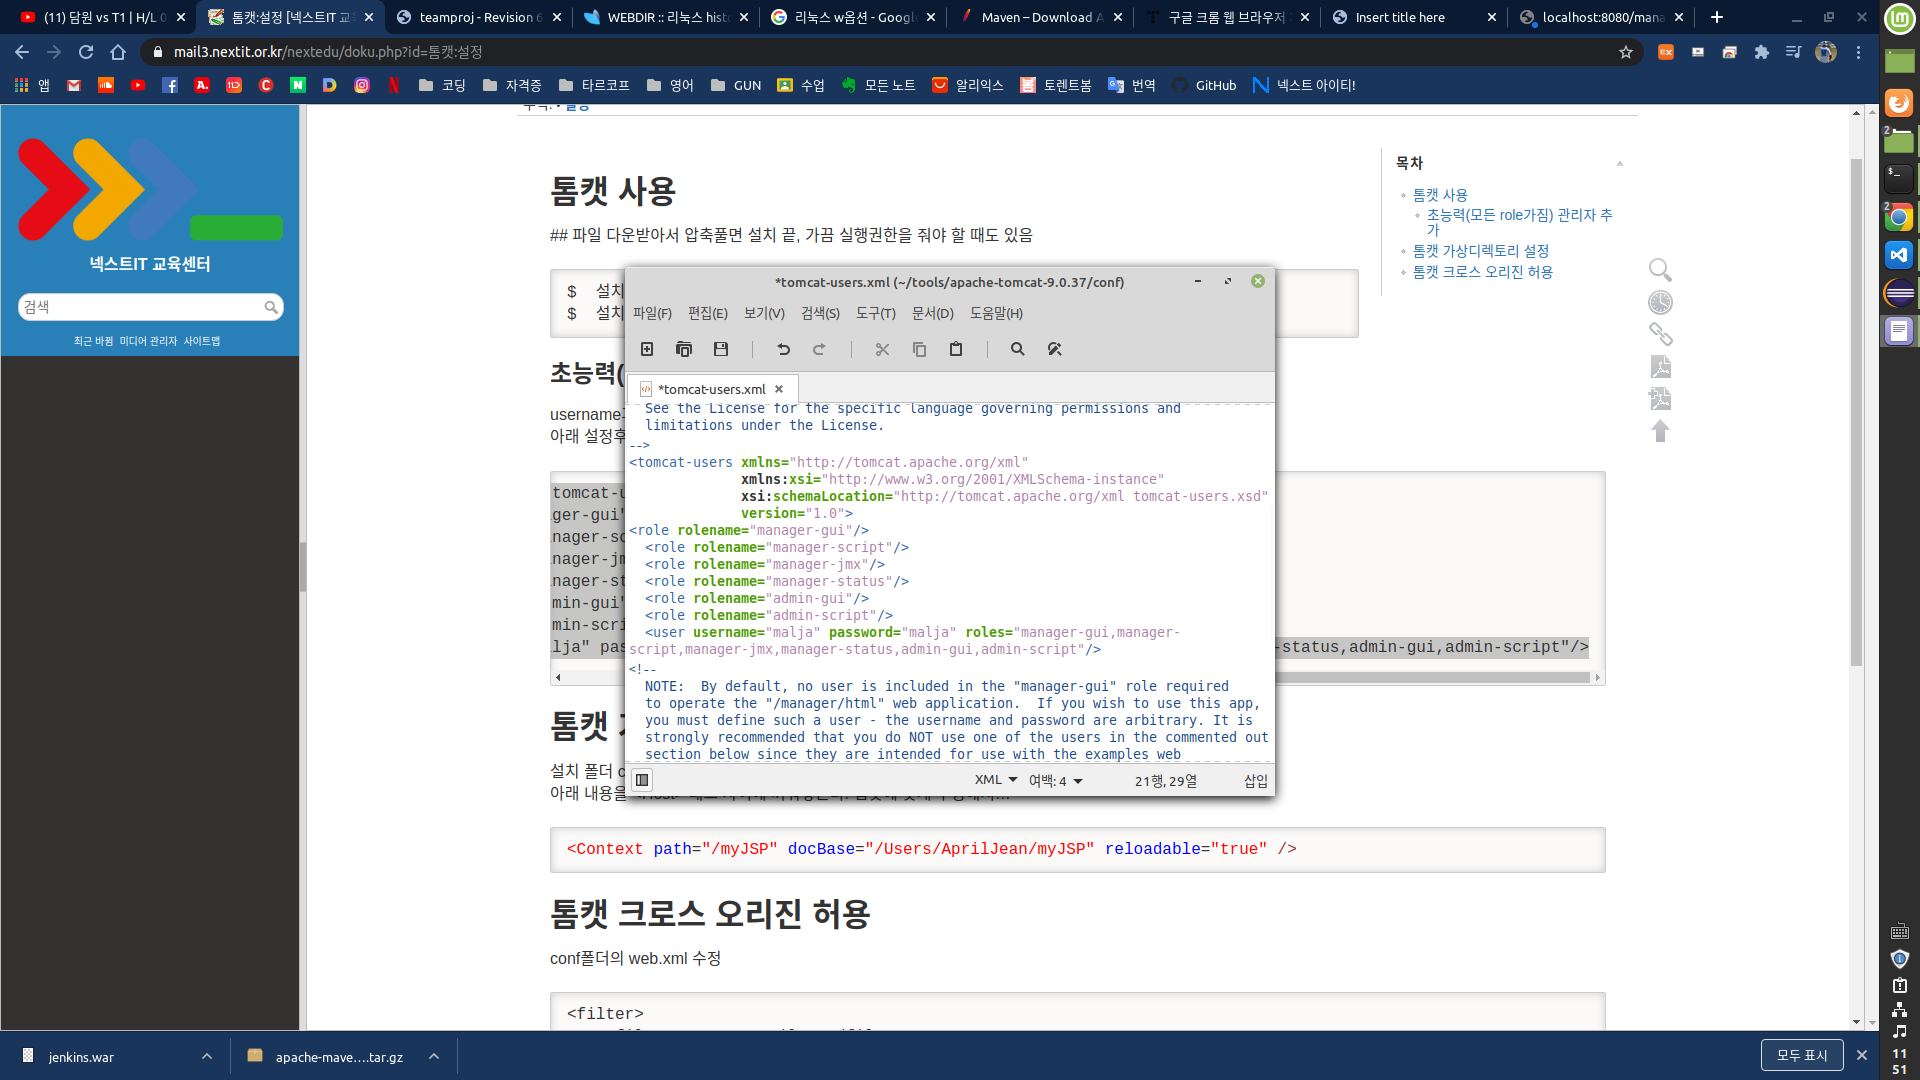 (11) 담원 vs T1 | H/L 0
톰캣:설정 [넥스트IT 교육
teamproj - Revision 6
WEBDIR :: 리눅스 hist
리눅스 w옵션 - Google
Maven – Download A
구글 크롬 웹 브라우저
Insert title here
localhost:8080/mana
mail3.nextit.or.kr/nextedu/doku.php?id=톰캣:설정
앱
코딩
자격증
타르코프
영어
GUN
수업
모든 노트
알리익스
토렌트봄
번역
GitHub
넥스트 아이티!
넥스트IT 교육센터
검색
최근 바뀜 미디어 관리자 사이트맵
톰캣 사용
## 파일 다운받아서 압축풀면 설치 끝, 가끔 실행권한을 줘야 할 때도 있음
$ 설치
$ 설치
초능력(
username
아래 설정후
tomcat-u
ger-gui"
nager-sc
nager-jm
nager-st
min-gui"
min-scri
lja" pas
-status,admin-gui,admin-script"/>
톰캣
설치 폴더 c
아래 내용을
<Context path="/myJSP" docBase="/Users/AprilJean/myJSP" reloadable="true" />
톰캣 크로스 오리진 허용
conf폴더의 web.xml 수정
<filter>
목차
톰캣 사용
초능력(모든 role가짐) 관리자 추
가
톰캣 가상디렉토리 설정
톰캣 크로스 오리진 허용
*tomcat-users.xml (~/tools/apache-tomcat-9.0.37/conf)
파일(F) 편집(E) 보기(V) 검색(S) 도구(T) 문서(D) 도움말(H)
*tomcat-users.xml
See the License for the specific language governing permissions and
limitations under the License.
-->
<tomcat-users xmlns="http://tomcat.apache.org/xml"
xmlns:xsi="http://www.w3.org/2001/XMLSchema-instance"
xsi:schemaLocation="http://tomcat.apache.org/xml tomcat-users.xsd"
version="1.0">
<role rolename="manager-gui"/>
<role rolename="manager-script"/>
<role rolename="manager-jmx"/>
<role rolename="manager-status"/>
<role rolename="admin-gui"/>
<role rolename="admin-script"/>
<user username="malja" password="malja" roles="manager-gui,manager-
script,manager-jmx,manager-status,admin-gui,admin-script"/>
<!--
NOTE:  By default, no user is included in the "manager-gui" role required
to operate the "/manager/html" web application.  If you wish to use this app,
you must define such a user - the username and password are arbitrary. It is
strongly recommended that you do NOT use one of the users in the commented out
section below since they are intended for use with the examples web
XML 여백: 4 21행, 29열 삽입
jenkins.war
apache-mave....tar.gz
모두 표시
2
2
11
51